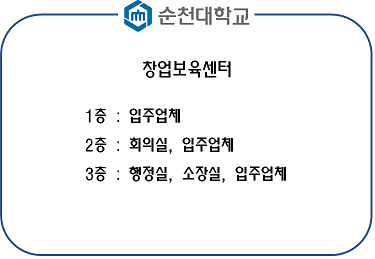 순천대학교
창업보육센터
1층 : 입주업체
2층 : 회의실, 입주업체
3층 : 행정실, 소장실, 입주업체